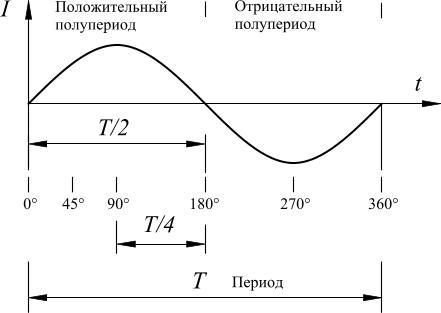 I
Положительный
полупериод
Отрицательный
полупериод
t
T/2
0° 45° 90° 180° 270° 360°
T/4
T Период